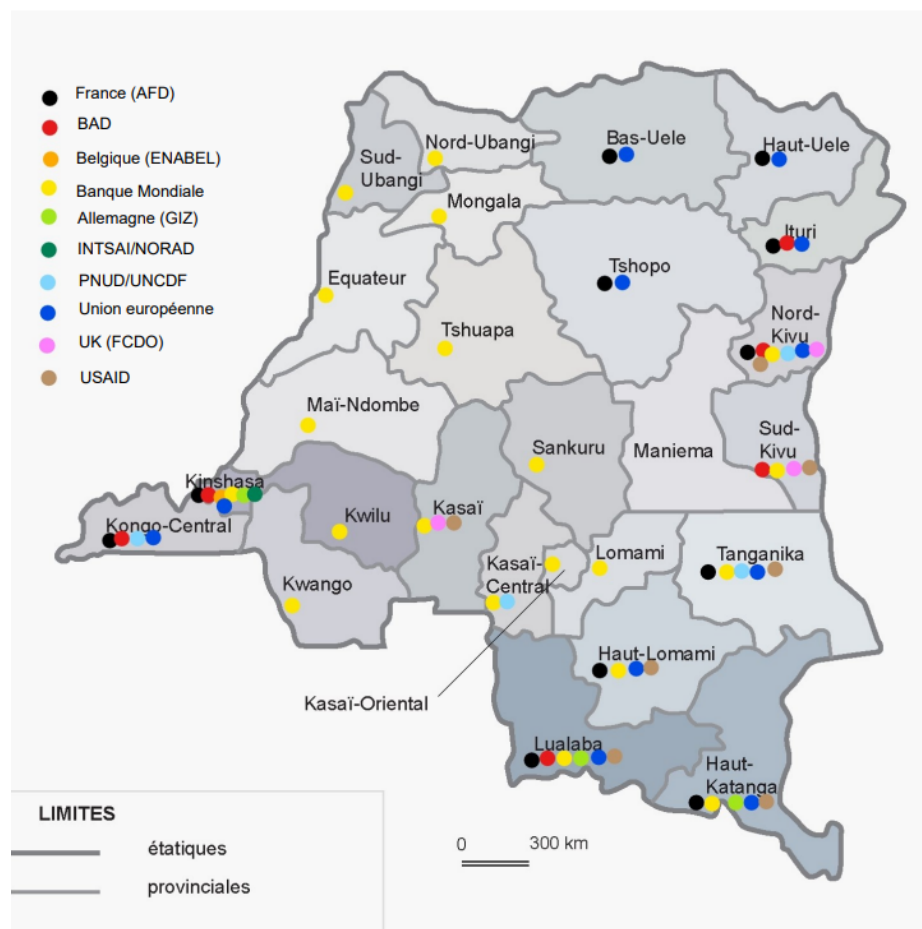 France (AFD)
BAD
Belgique (ENABEL)
Banque Mondiale
Allemagne (GIZ)
INTSAI/NORAD
PNUD/UNCDF
Union européenne
UK (FCDO)
USAID
Nord-Ubangi
Bas-Uele
Haut-Uele
Sud-
Ubangi
Mongala
Ituri
Equateur
Tshopo
Tshuapa
Nord-
Kivu
Maï-Ndombe
Sankuru
Maniema
Sud-
Kivu
Kinshasa
Kongo-Central
Kwilu
Kasaï
Kasaï-
Central
Lomami
Tanganika
Kwango
Haut-Lomami
Kasaï-Oriental
Lualaba
Haut-
Katanga
LIMITES
étatiques
provinciales
0
300 km